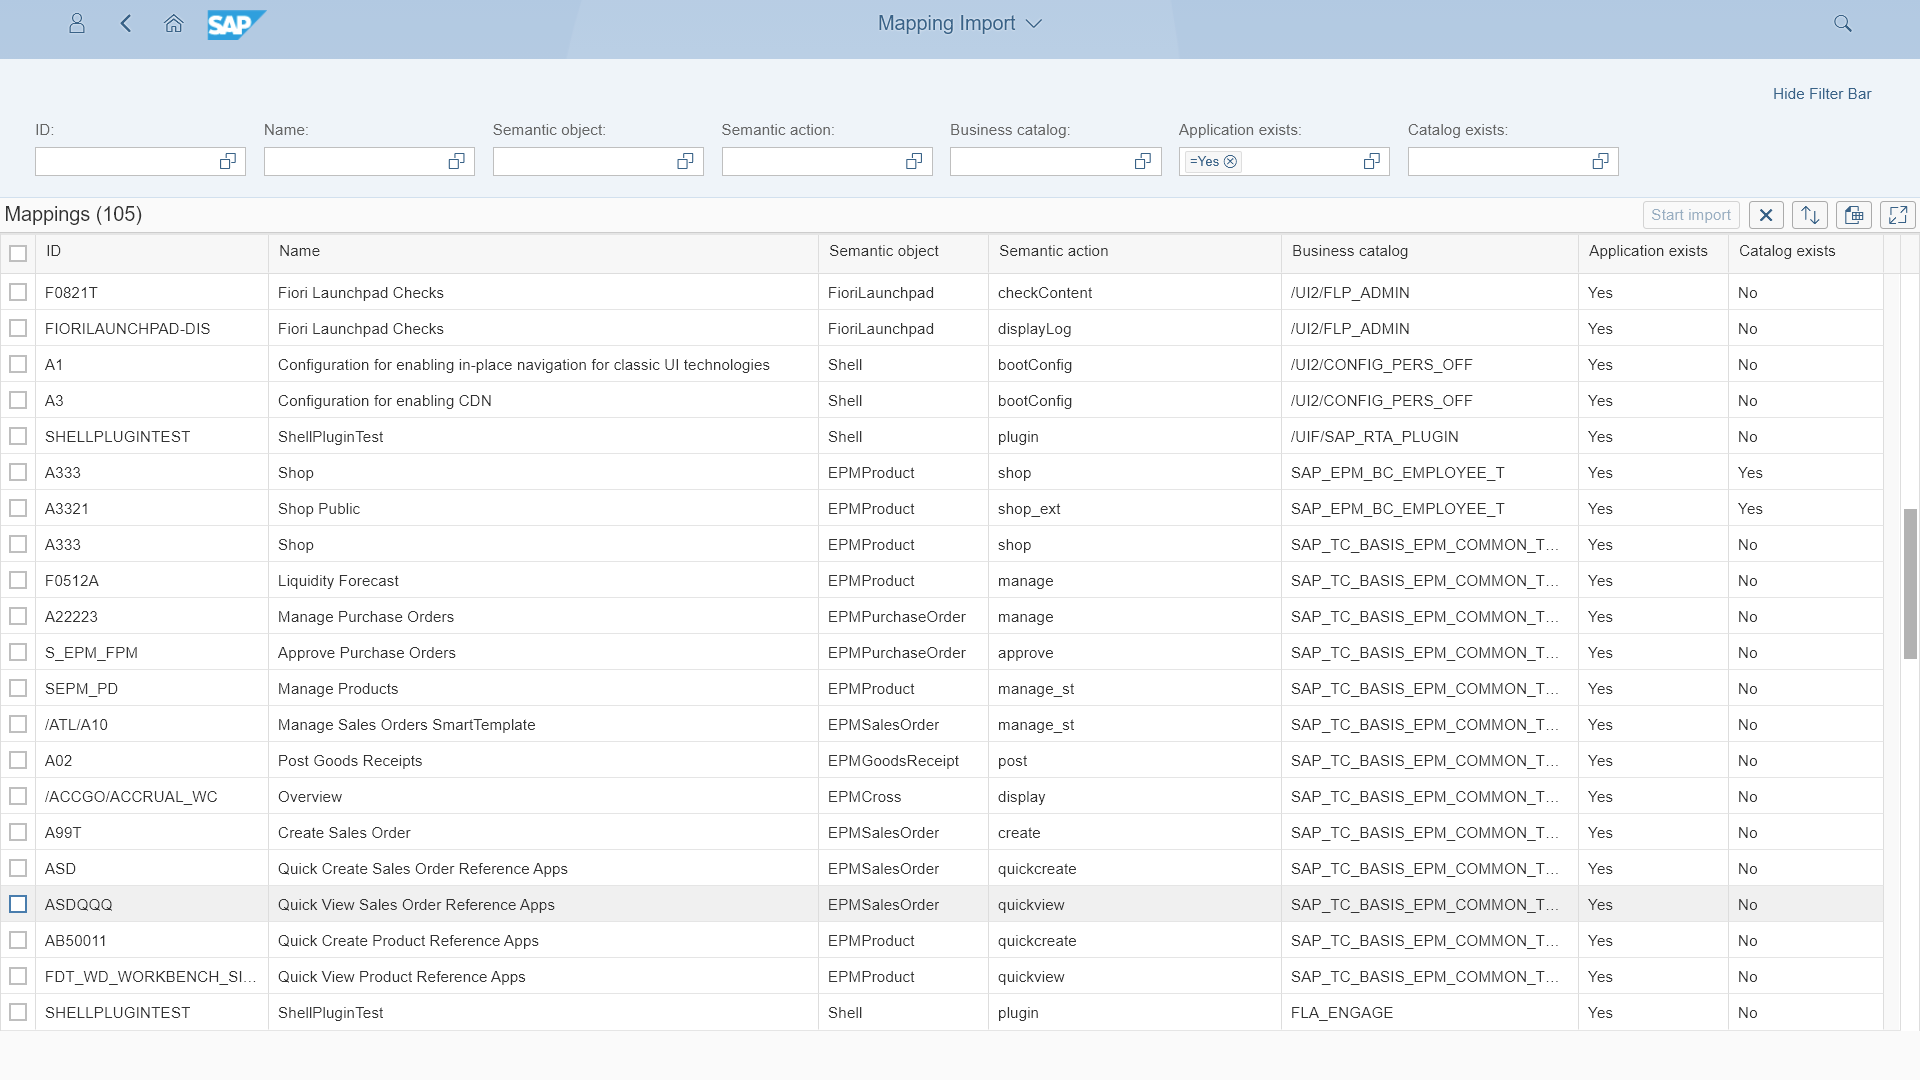 SAP
Mapping Import
Hide Filter Bar
ID: Name: Semantic object: Semantic action: Business catalog: Application exists: Catalog exists:
=Yes
Mappings (105)
Start import
ID Name Semantic object Semantic action Business catalog Application exists Catalog exists
F0821T Fiori Launchpad Checks FioriLaunchpad checkContent /UI2/FLP_ADMIN Yes No
FIORILAUNCHPAD-DIS Fiori Launchpad Checks FioriLaunchpad displayLog /UI2/FLP_ADMIN Yes No
A1 Configuration for enabling in-place navigation for classic UI technologies Shell bootConfig /UI2/CONFIG_PERS_OFF Yes No
A3 Configuration for enabling CDN Shell bootConfig /UI2/CONFIG_PERS_OFF Yes No
SHELLPLUGINTEST ShellPluginTest Shell plugin /UIF/SAP_RTA_PLUGIN Yes No
A333 Shop EPMProduct shop SAP_EPM_BC_EMPLOYEE_T Yes Yes
A3321 Shop Public EPMProduct shop_ext SAP_EPM_BC_EMPLOYEE_T Yes Yes
A333 Shop EPMProduct shop SAP_TC_BASIS_EPM_COMMON_T... Yes No
F0512A Liquidity Forecast EPMProduct manage SAP_TC_BASIS_EPM_COMMON_T... Yes No
A22223 Manage Purchase Orders EPMPurchaseOrder manage SAP_TC_BASIS_EPM_COMMON_T... Yes No
S_EPM_FPM Approve Purchase Orders EPMPurchaseOrder approve SAP_TC_BASIS_EPM_COMMON_T... Yes No
SEPM_PD Manage Products EPMProduct manage_st SAP_TC_BASIS_EPM_COMMON_T... Yes No
/ATL/A10 Manage Sales Orders SmartTemplate EPMSalesOrder manage_st SAP_TC_BASIS_EPM_COMMON_T... Yes No
A02 Post Goods Receipts EPMGoodsReceipt post SAP_TC_BASIS_EPM_COMMON_T... Yes No
/ACCGO/ACCRUAL_WC Overview EPMCross display SAP_TC_BASIS_EPM_COMMON_T... Yes No
A99T Create Sales Order EPMSalesOrder create SAP_TC_BASIS_EPM_COMMON_T... Yes No
ASD Quick Create Sales Order Reference Apps EPMSalesOrder quickcreate SAP_TC_BASIS_EPM_COMMON_T... Yes No
ASDQQQ Quick View Sales Order Reference Apps EPMSalesOrder quickview SAP_TC_BASIS_EPM_COMMON_T... Yes No
AB50011 Quick Create Product Reference Apps EPMProduct quickcreate SAP_TC_BASIS_EPM_COMMON_T... Yes No
FDT_WD_WORKBENCH_SI... Quick View Product Reference Apps EPMProduct quickview SAP_TC_BASIS_EPM_COMMON_T... Yes No
SHELLPLUGINTEST ShellPluginTest Shell plugin FLA_ENGAGE Yes No